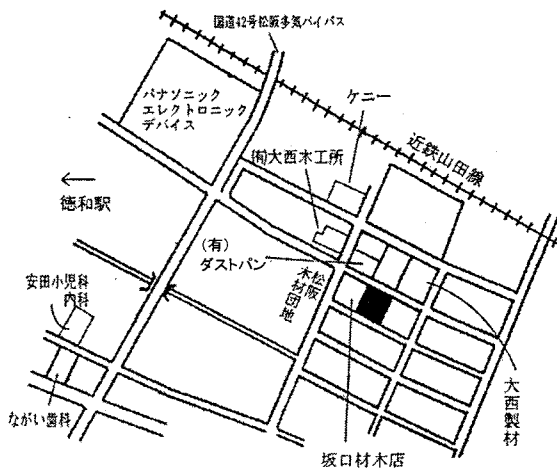 国道42号松阪多気バイパス
パナソニック
エレクトロニック
デバイス
ケニー
近鉄山田線
(有)大西木工所
徳和駅
(有)
ダストパン
松阪
木材団地
安田小児科
内科
大西製材
ながい歯科
坂口材木店